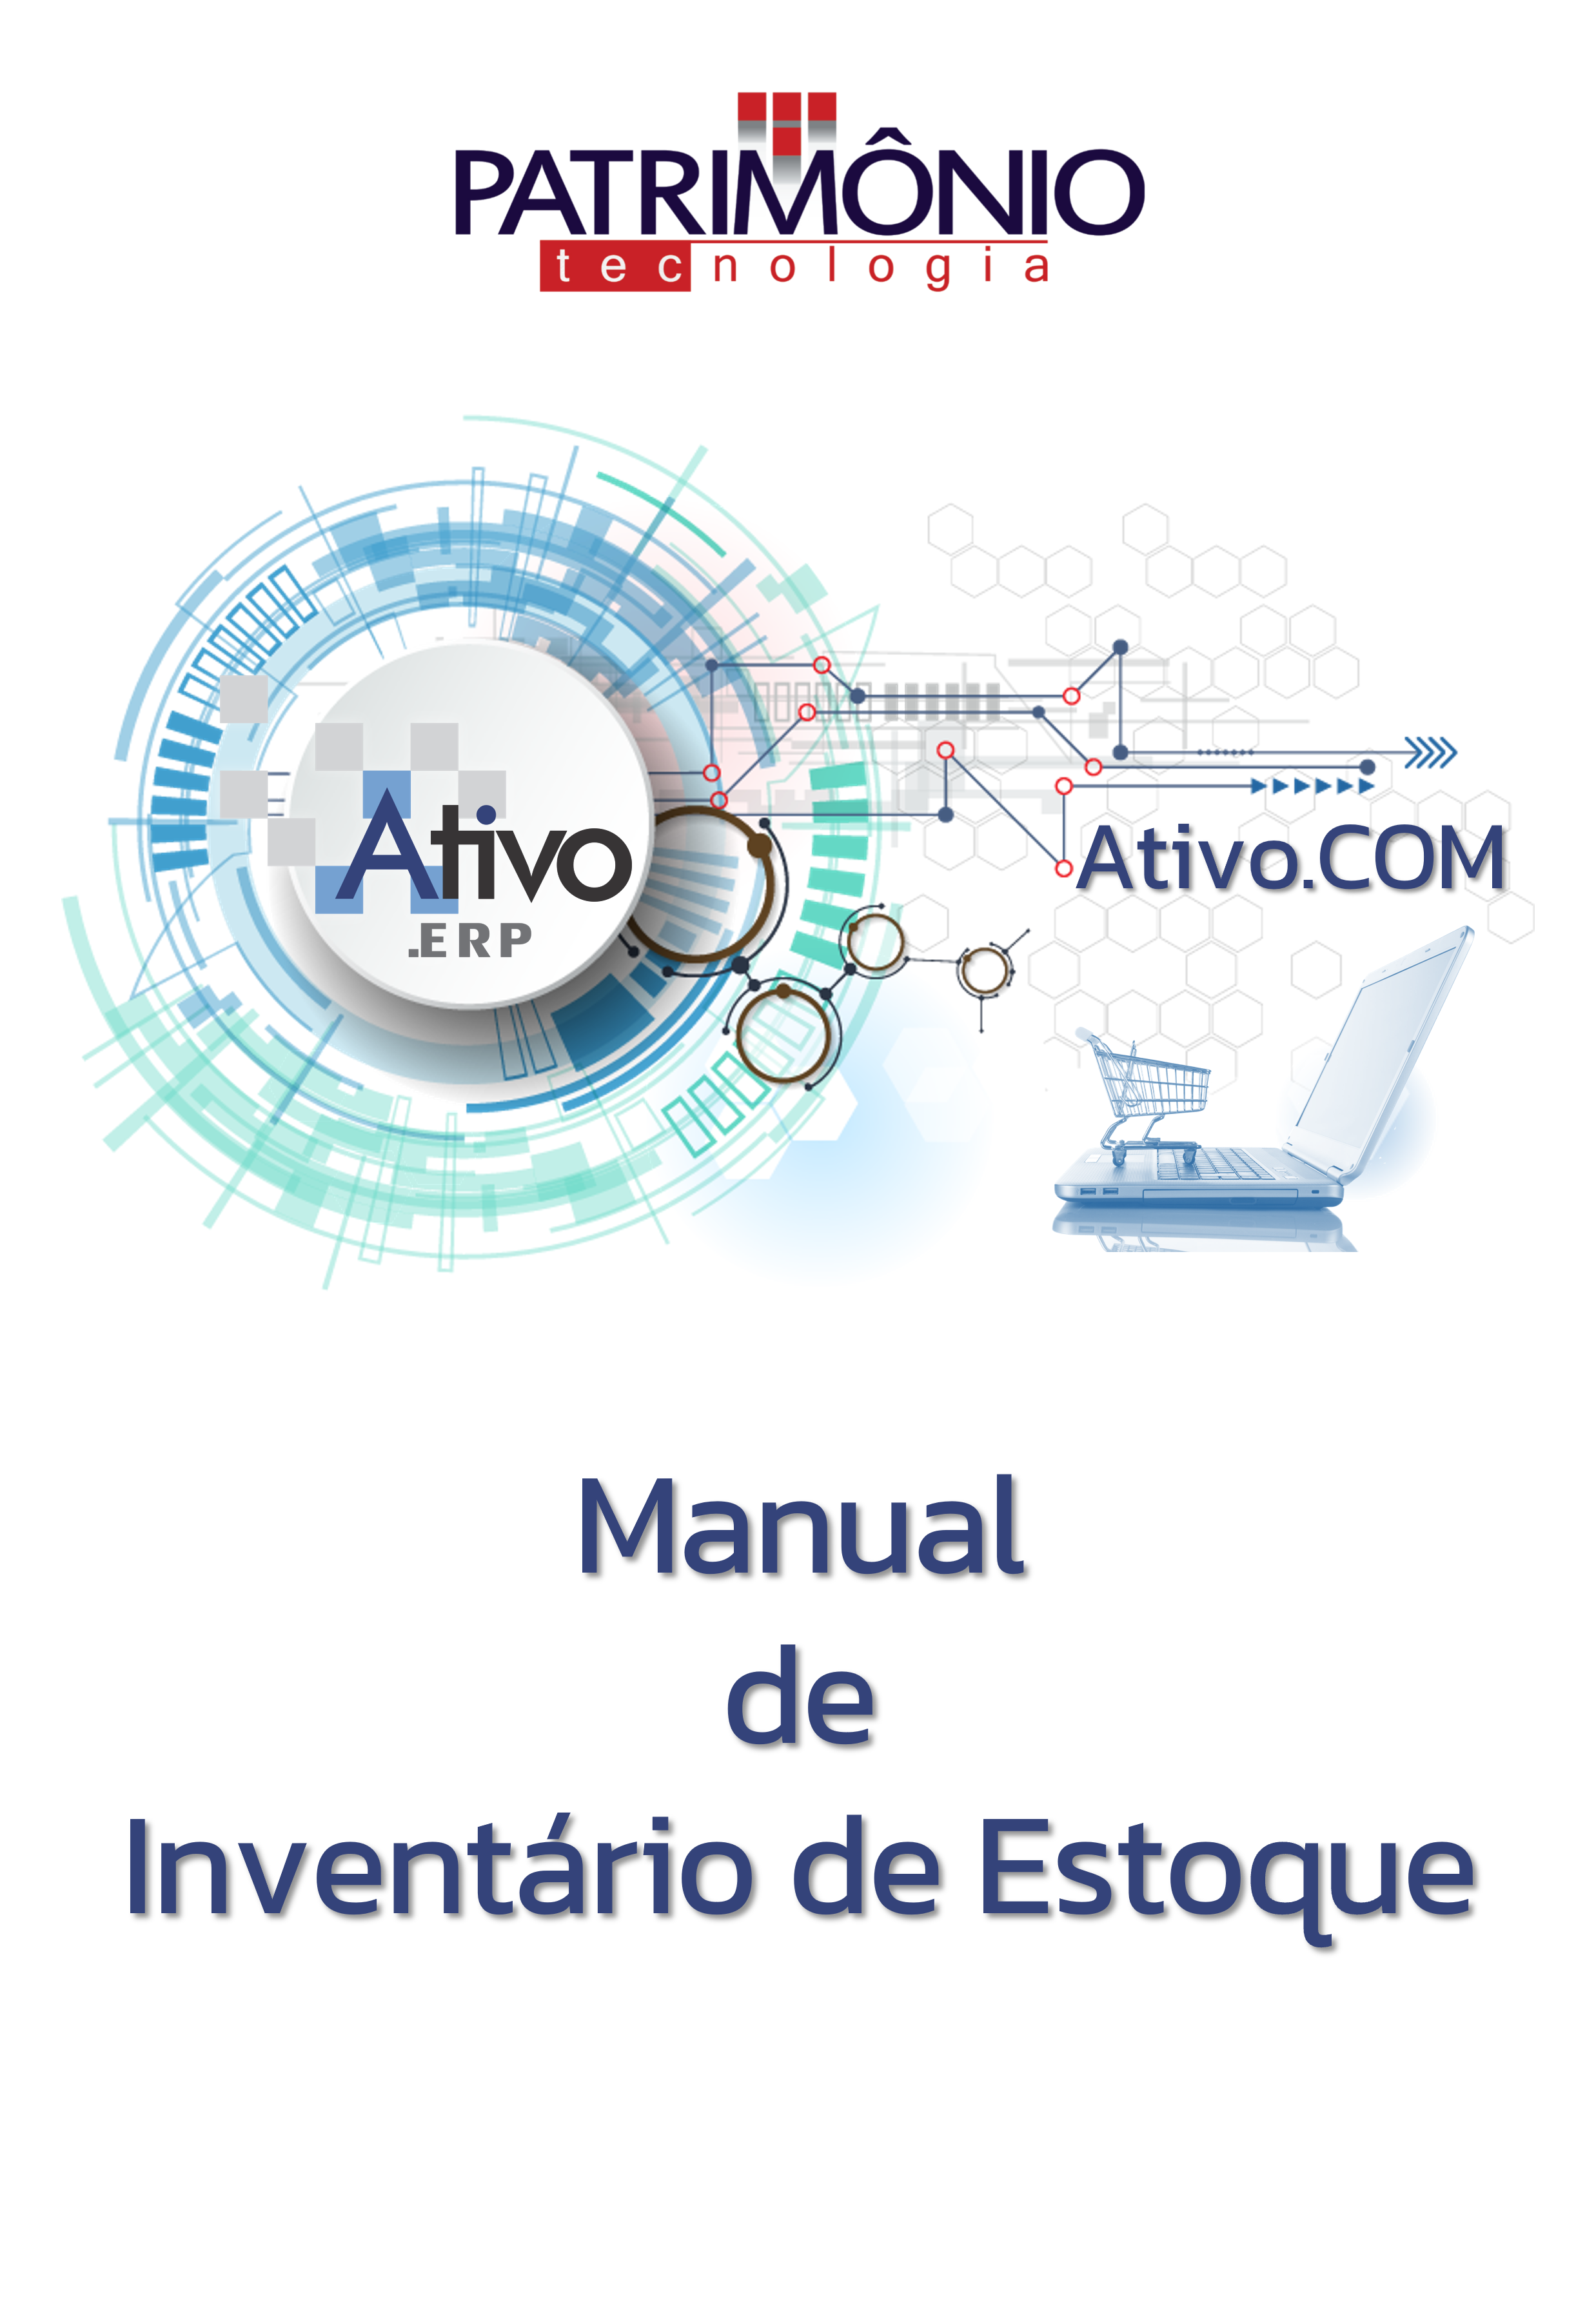 PATRIMÔNIO
tecnologia
Ativo
.ERP
Ativo.COM
Manual
de
Inventário de Estoque